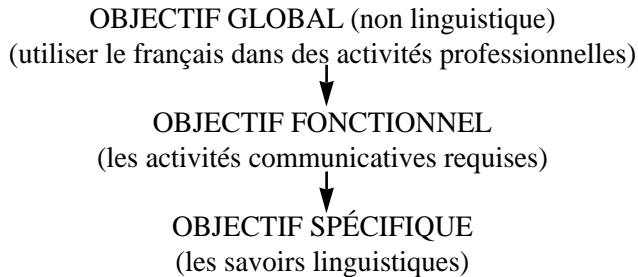 OBJECTIF GLOBAL (non linguistique)
(utiliser le français dans des activités professionnelles)
OBJECTIF FONCTIONNEL
(les activités communicatives requises)
OBJECTIF SPÉCIFIQUE
(les savoirs linguistiques)